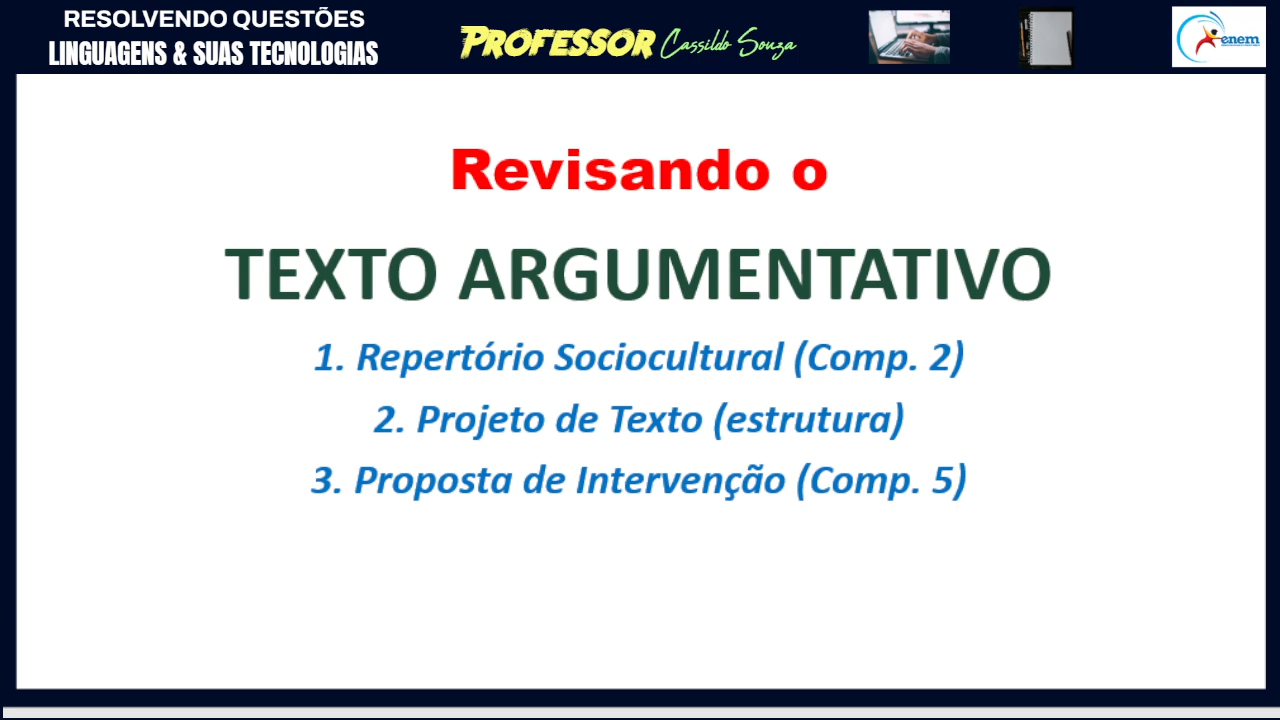 RESOLVENDO QUESTÕES
LINGUAGENS & SUAS TECNOLOGIAS
PROFESSOR Cassildo Souza
enem
Revisando o
TEXTO ARGUMENTATIVO
1. Repertório Sociocultural (Comp. 2)
2. Projeto de Texto (estrutura)
3. Proposta de Intervenção (Comp. 5)